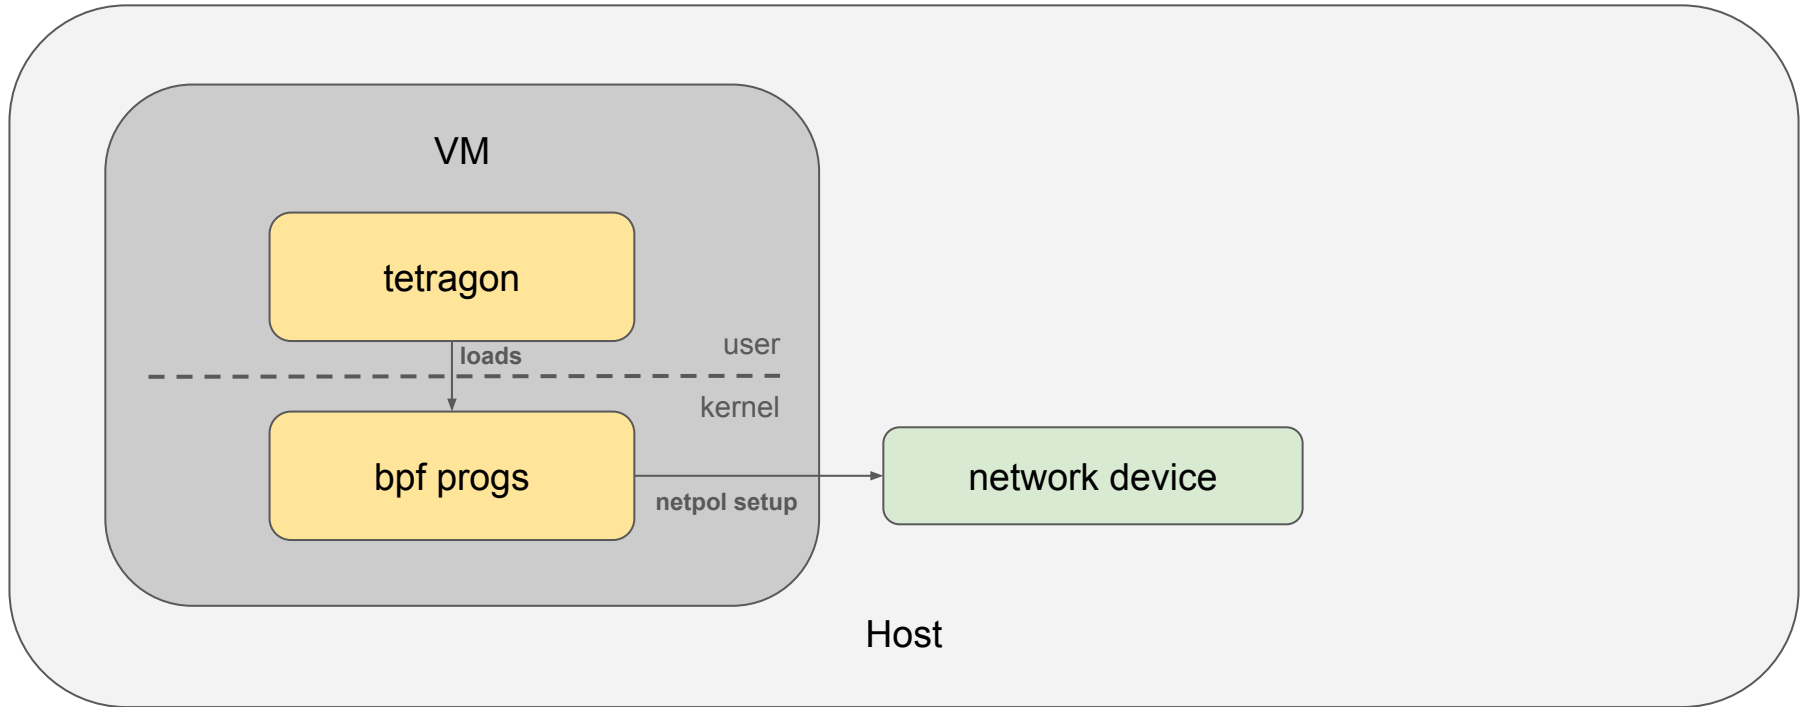 VM
tetragon
loads
user
kernel
bpf progs
netpol setup
network device
Host